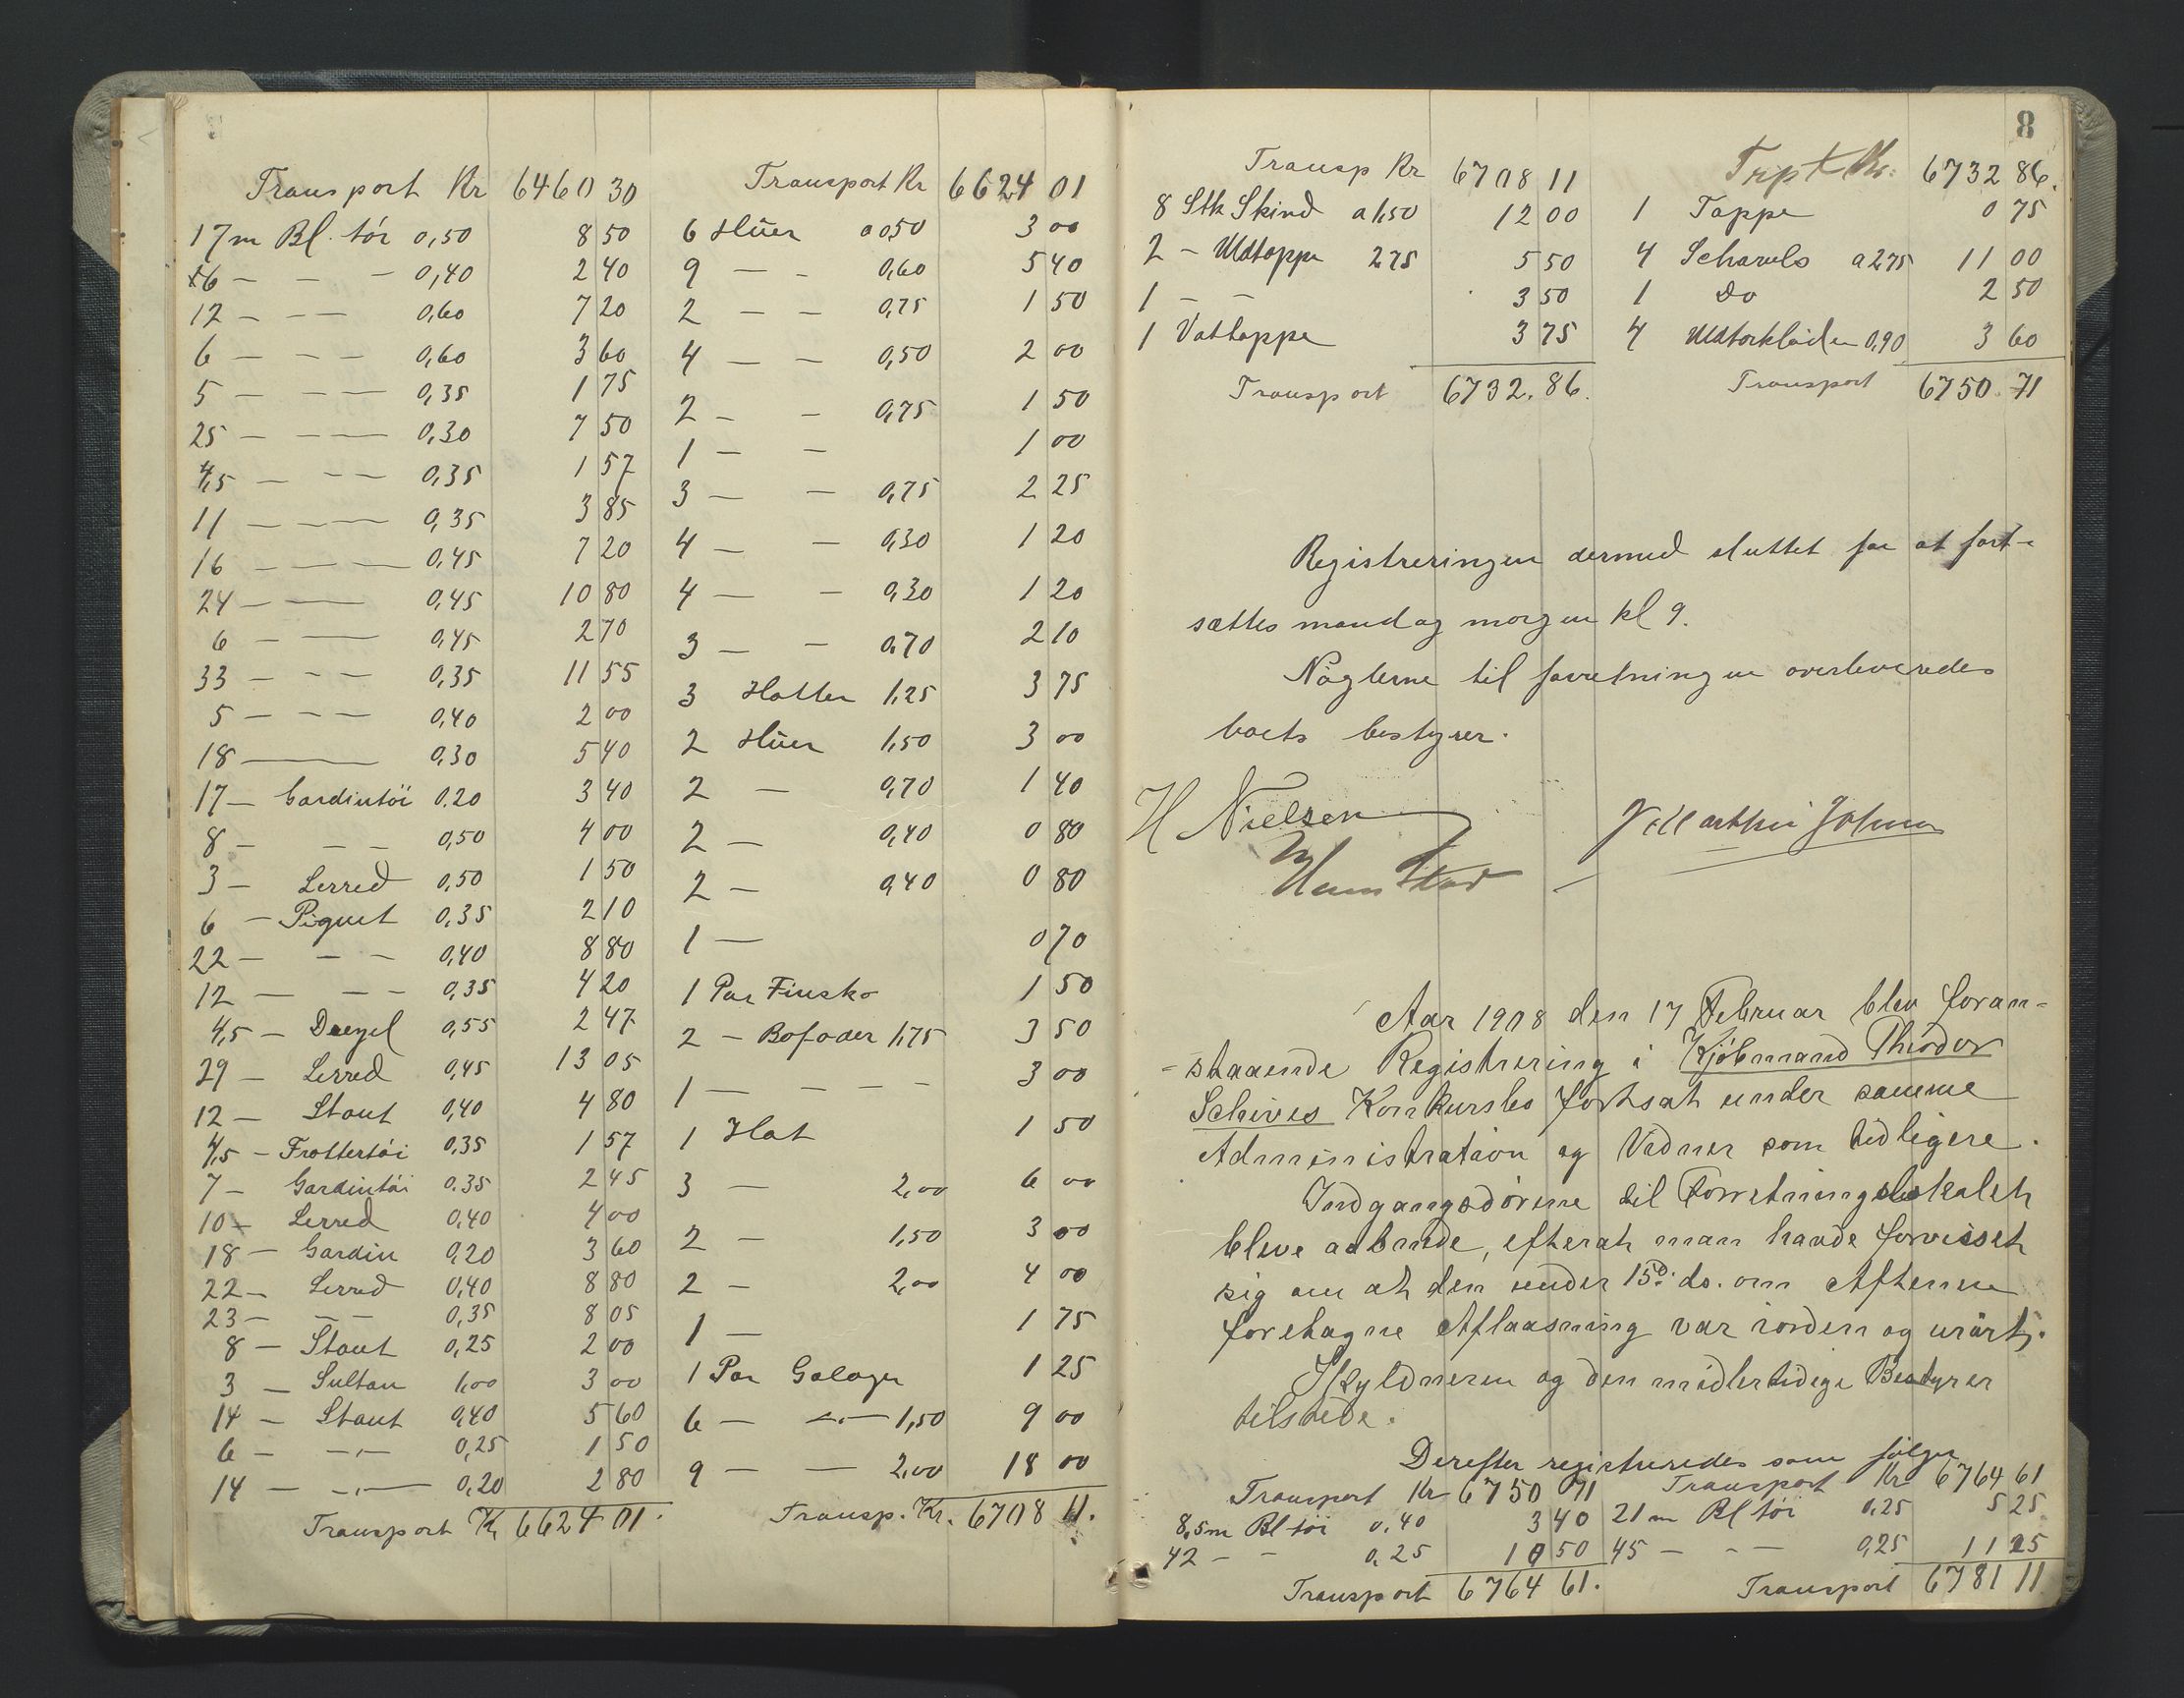 Transport Kr 6460 30
17 m Bl. tøi 0,50 8 50
6 — — — 0,40 2 40
12 — — — 0,60 7 20
6 — — — 0,60 3 60
5 — — — 0,35 1 75
25 — — — 0,30 7 50
4,5 — — — 0,35 1 57
11 — — — 0,35 3 85
16 — — — 0,45 7 20
24 — — 0,45 10 80
6 — — 0,45 2 70
33 — — — 0,35 11 55
5 — — — 0,40 2 00
18 — 0,30 5 40
17 — Gardintöi 0.20 3 40
8 — — — 0,50 4 00
3 — Lerred 0,50 1 50
6 — Piquet 0,35 2 10
22 — — — 0,40 8 80
12 — — — 0,35 4 20
4,5 — Dreyel 0,55 2 47
29 — Lerred 0,45 13 05
12 — Stout 0,40 4 80
4,5 — Frottertöi 0,35 1 57
7 — Gardintöi 0.35 2 45
10 — Lerred 0,40 4 00
18 — Gardin 0,20 3 60
22 — Lerred 0,40 8 80
23 — — — 0,35 8 05
8 — Stout 0,25 2 00
3 — Sultan 1,00 3 00
14 — Stout 0,40 5 60
6 — —„— 0,25 1 50
14 — —„— 0,20 2 80
Transport Kr 6624 01.
Transport Kr 6624 01
6 Hüer a 0,50 3 00
9 — — 0,60 5 40
2 — — 0,75 1 50
4 — — 0,50 2 00
2 — — 0,75 1 50
1 — — 1 00
3 — — 0,75 2 25
4 — — 0,30 1 20
4 — — 0,30 1 20
3 — — 0,70 2 10
3 Hatter 1,25 3 75
2 Hüer 1,50 3 00
2 — 0,70 1 40
2 — 0,40 0 80
2 — 0,40 0 80
1 — 0 70
1 Par Finsko 1 50
2 — Bofoder 1,75 3 50
1 — — — — 3 00
1 Hat 1 50
3 — 2,00 6 00
2 — 1,50 3 00
2 — 2,00 4 00
1 — 1 75
1 Par Galoger 1 25
6 — —„— 1,50 9 00
9 — — 2,00 18 00
Transp. Kr. 6708 11.
8
Transp Kr 6708 11
8 Stk Skind a 1,50 12 00
2 — Uldtæppe 2.75 5 50
1 — — 3 50
1 Vattæppe 3 75
Transport 6732.86.
Trpt Kr. 6732 86.
1 Tæppe 0 75
4 Schawls a 2.75 11 00
1 Do 2 50
4 Uldtørklæder 0,90 3 60
Transport 6750.71
Registreringen dermed sluttet for at fort-
sættes mandag morgen kl 9.
Nøglerne til forretningen overleveredes
boets bestyrer.
H Nielsen
Aar 1908 den 17 Februar blev foran=
=staaende Registrering i Kjøbmand Theodor
Schives Konkursbo fortsat under samme
Administration og Vidner som tidligere.
Indgangsdörene til Forretningslokalet
bleve aabnede, efterat man havde forvisset
sig om at den under 15d. ds. om Aftenen
foretagne Aflaasning var iorden og urört.
Skyldneren og den midlertidige Bestyrer
tilstede.
Derefter registreredes som følger
Transport Kr 6750 71
8,5 m Bl töi 0.40 3 40
42 — — 0.25 10 50
Transport 6764 61.
Transport Kr 6764 61
21 m Bl töi 0.25 5 25
45 — — — 0,25 11 25
Transport 6781 11